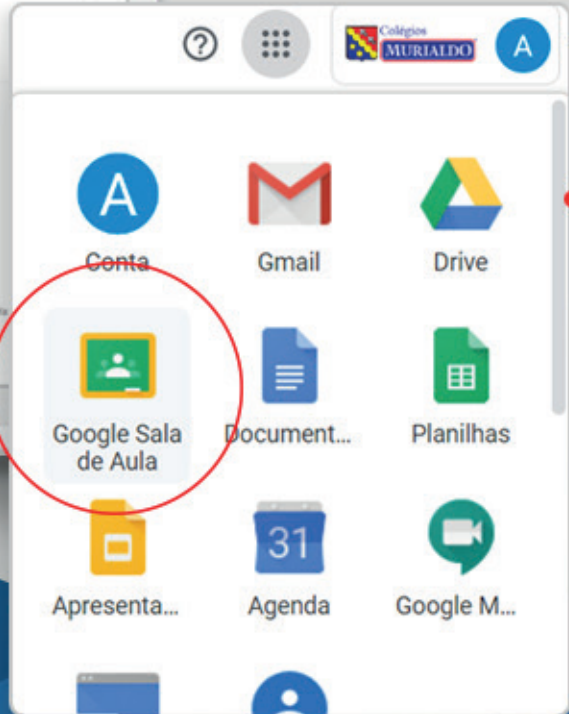 Colégios
MURIALDO
A
A
Conta
Gmail
Drive
Google Sala
de Aula
Document...
Planilhas
Apresenta...
31
Agenda
Google M...